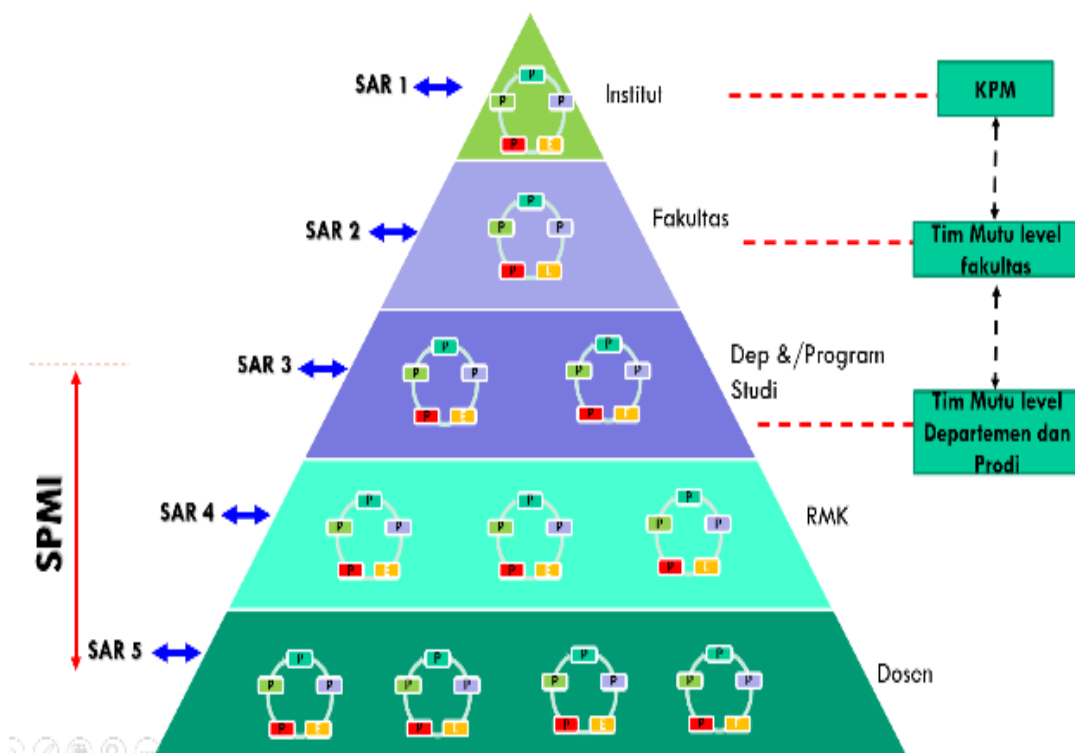 SAR 1
P
P
P
P
E
Institut
KPM
SAR 2
P
P
P
P
E
Fakultas
Tim Mutu level
fakultas
SAR 3
P
P
P
P
E
P
P
P
P
E
Dep &/Program
Studi
Tim Mutu level
Departemen dan
Prodi
SPMI
SAR 4
P
P
P
P
E
P
P
P
P
E
P
P
P
P
E
RMK
SAR 5
P
P
P
P
E
P
P
P
P
E
P
P
P
P
E
P
P
P
P
E
Dosen